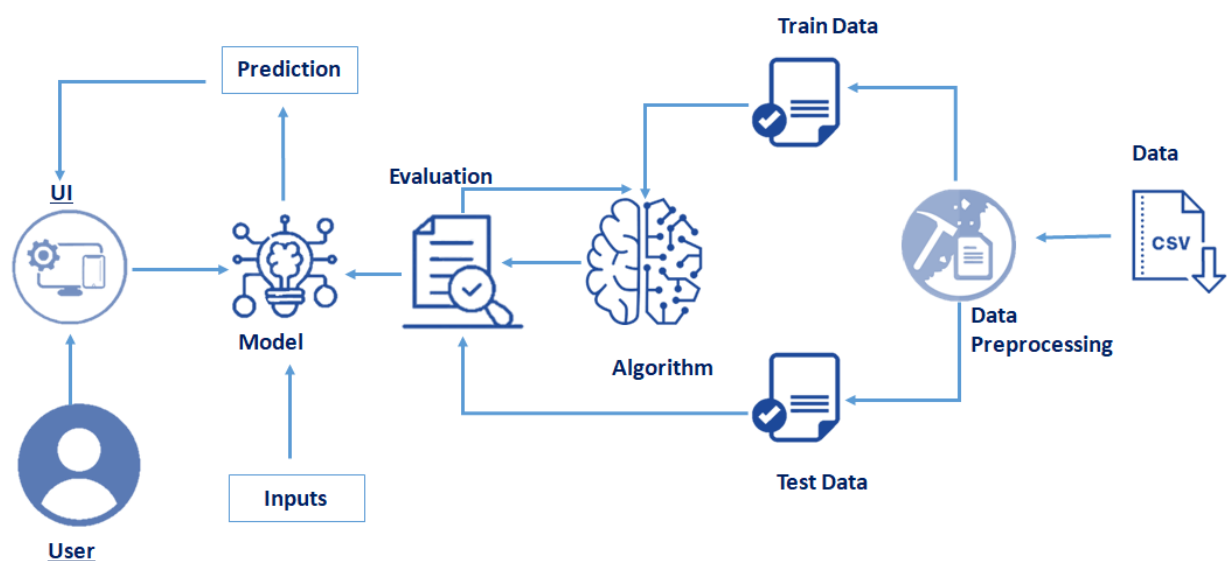 Train Data
Prediction
Data
Evaluation
UI
CSV
Model
Data
Preprocessing
Algorithm
Inputs
Test Data
User